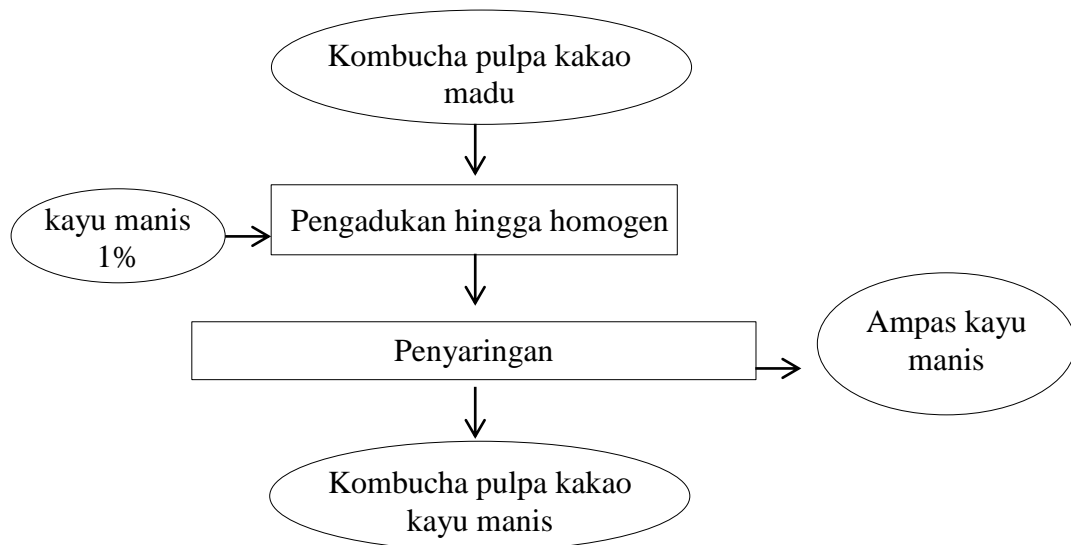 Kombucha pulpa kakao
madu
kayu manis
1%
Pengadukan hingga homogen
Penyaringan
Ampas kayu
manis
Kombucha pulpa kakao
kayu manis